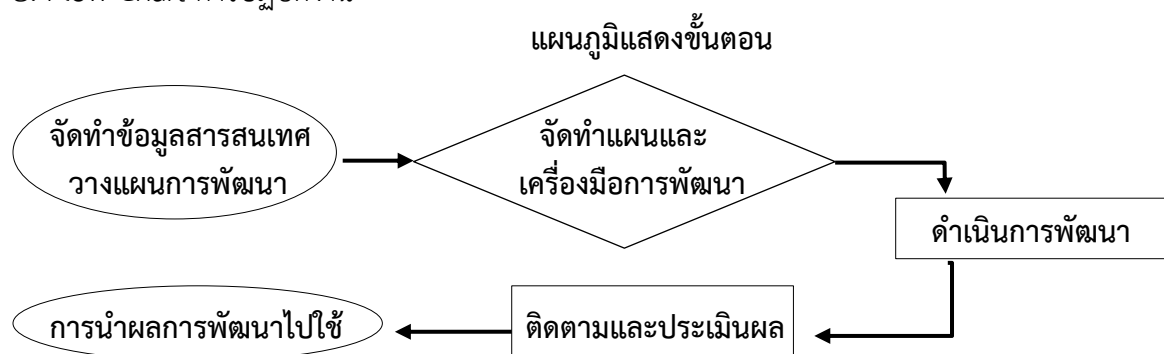 แผนภูมิแสดงขั้นตอน
จัดทำข้อมูลสารสนเทศ
วางแผนการพัฒนา
จัดทำแผนและ
เครื่องมือการพัฒนา
ดำเนินการพัฒนา
ติดตามและประเมินผล
การนำผลการพัฒนาไปใช้